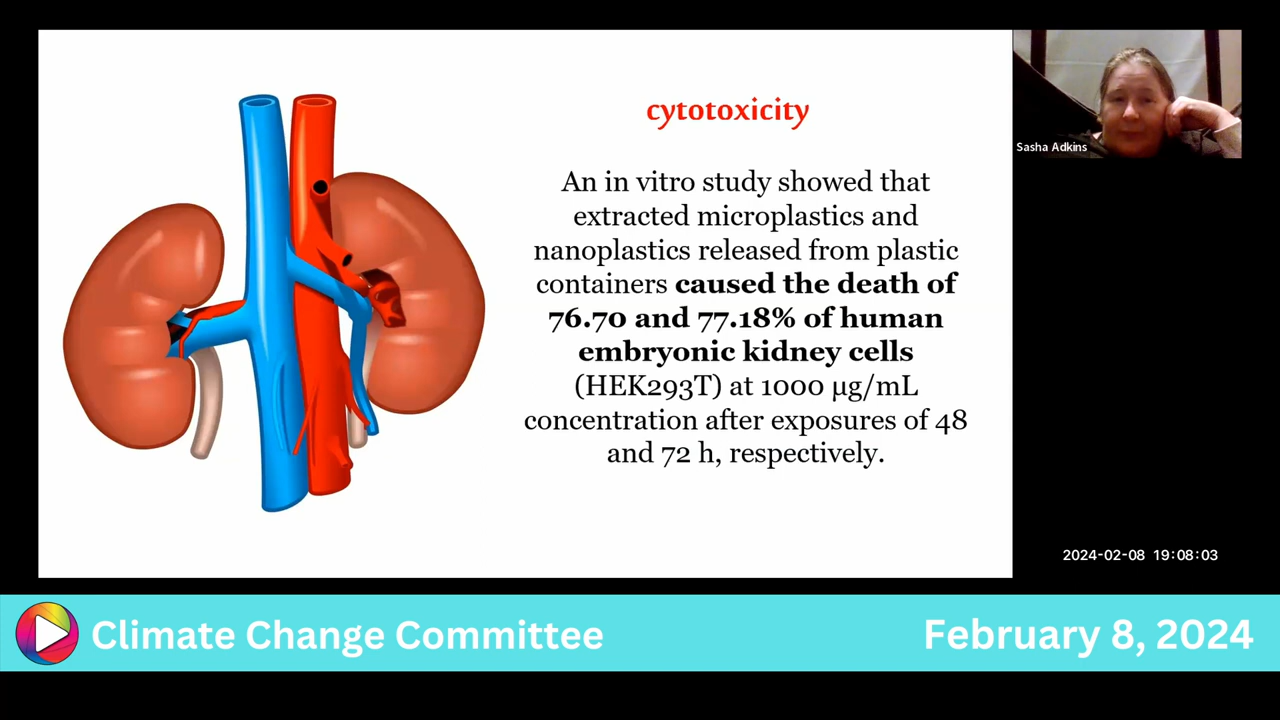 cytotoxicity
An in vitro study showed that
extracted microplastics and
nanoplastics released from plastic
containers caused the death of
76.70 and 77.18% of human
embryonic kidney cells
(HEK293T) at 1000 µg/mL
concentration after exposures of 48
and 72 h, respectively.
Sasha Adkins
2024-02-08 19:08:03
Climate Change Committee
February 8, 2024